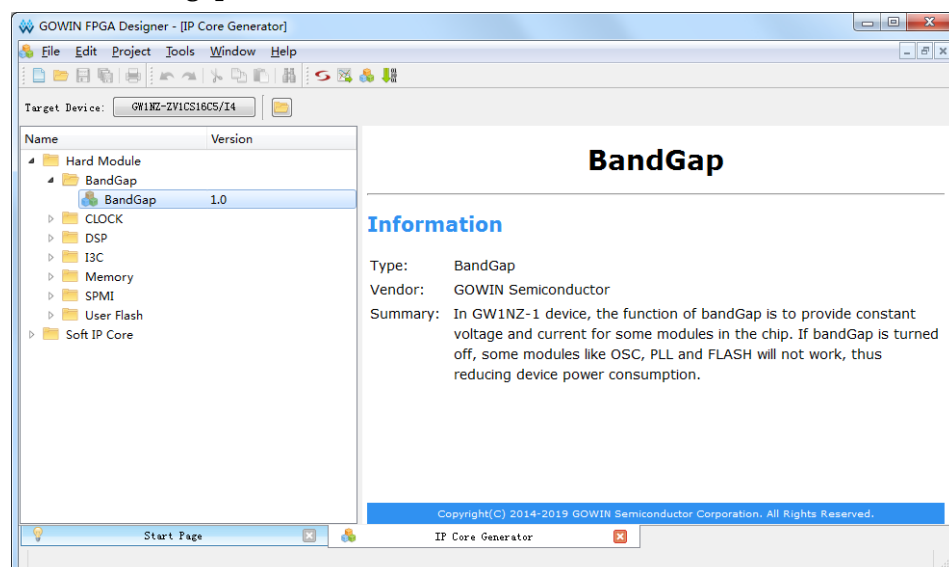 GOWIN FPGA Designer - [IP Core Generator]
File Edit Project Tools Window Help
Target Device: GW1NZ-ZV1CS16C5/I4
Name Version
Hard Module
BandGap
BandGap 1.0
CLOCK
DSP
I3C
Memory
SPMI
User Flash
Soft IP Core
BandGap
Information
Type: BandGap
Vendor: GOWIN Semiconductor
Summary: In GW1NZ-1 device, the function of bandGap is to provide constant
voltage and current for some modules in the chip. If bandGap is turned
off, some modules like OSC, PLL and FLASH will not work, thus
reducing device power consumption.
Copyright(C) 2014-2019 GOWIN Semiconductor Corporation. All Rights Reserved.
Start Page IP Core Generator